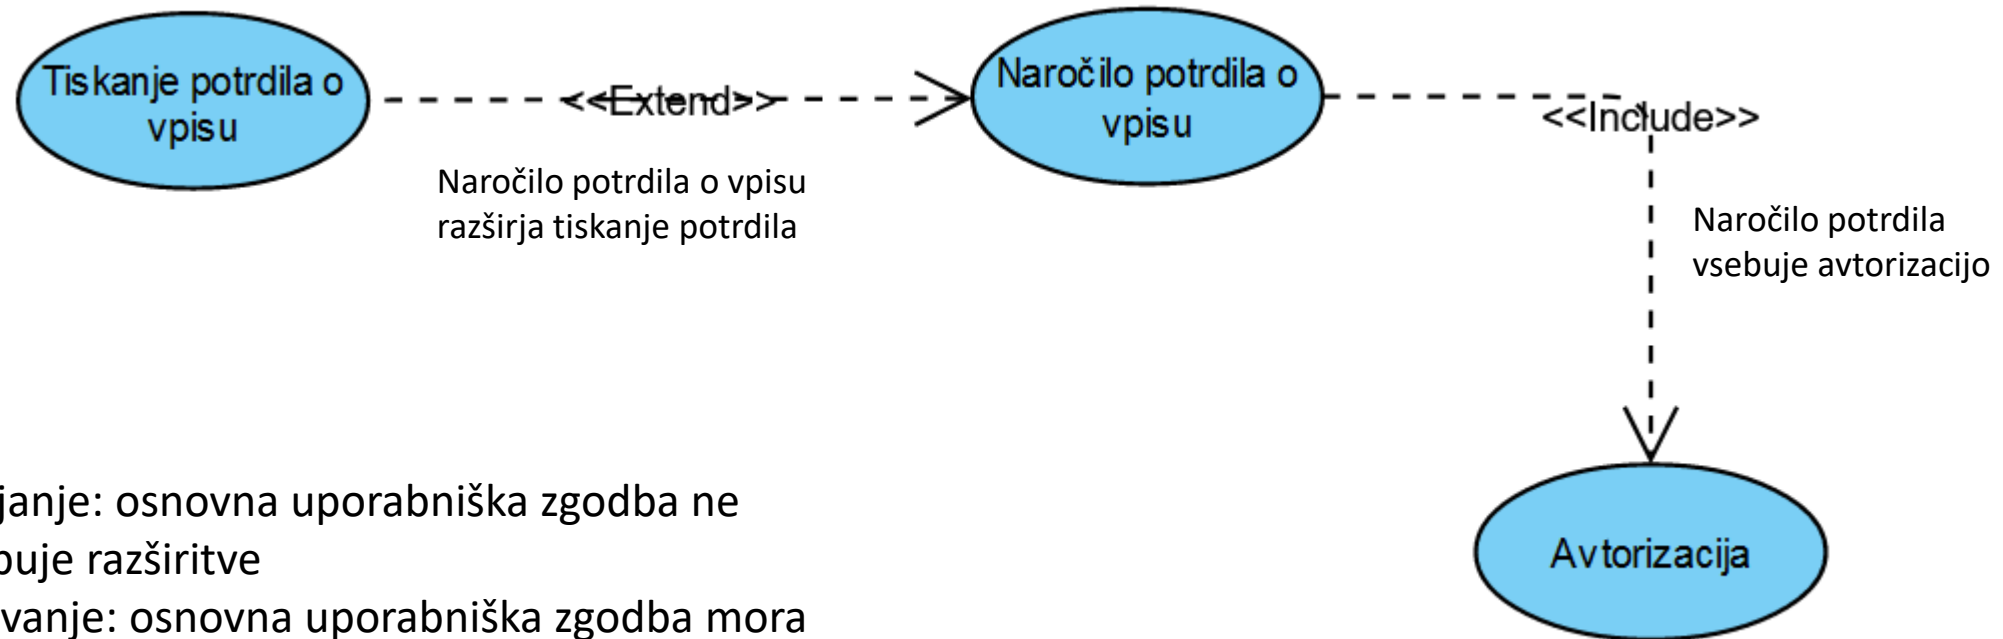 Tiskanje potrdila o
vpisu
<<Extend>>
Naročilo potrdila o
vpisu
<<Include>>
Naročilo potrdila o vpisu
razširja tiskanje potrdila
Naročilo potrdila
vsebuje avtorizacijo
janje: osnovna uporabniška zgodba ne
buje razširitve
vanje: osnovna uporabniška zgodba mora
Avtorizacija